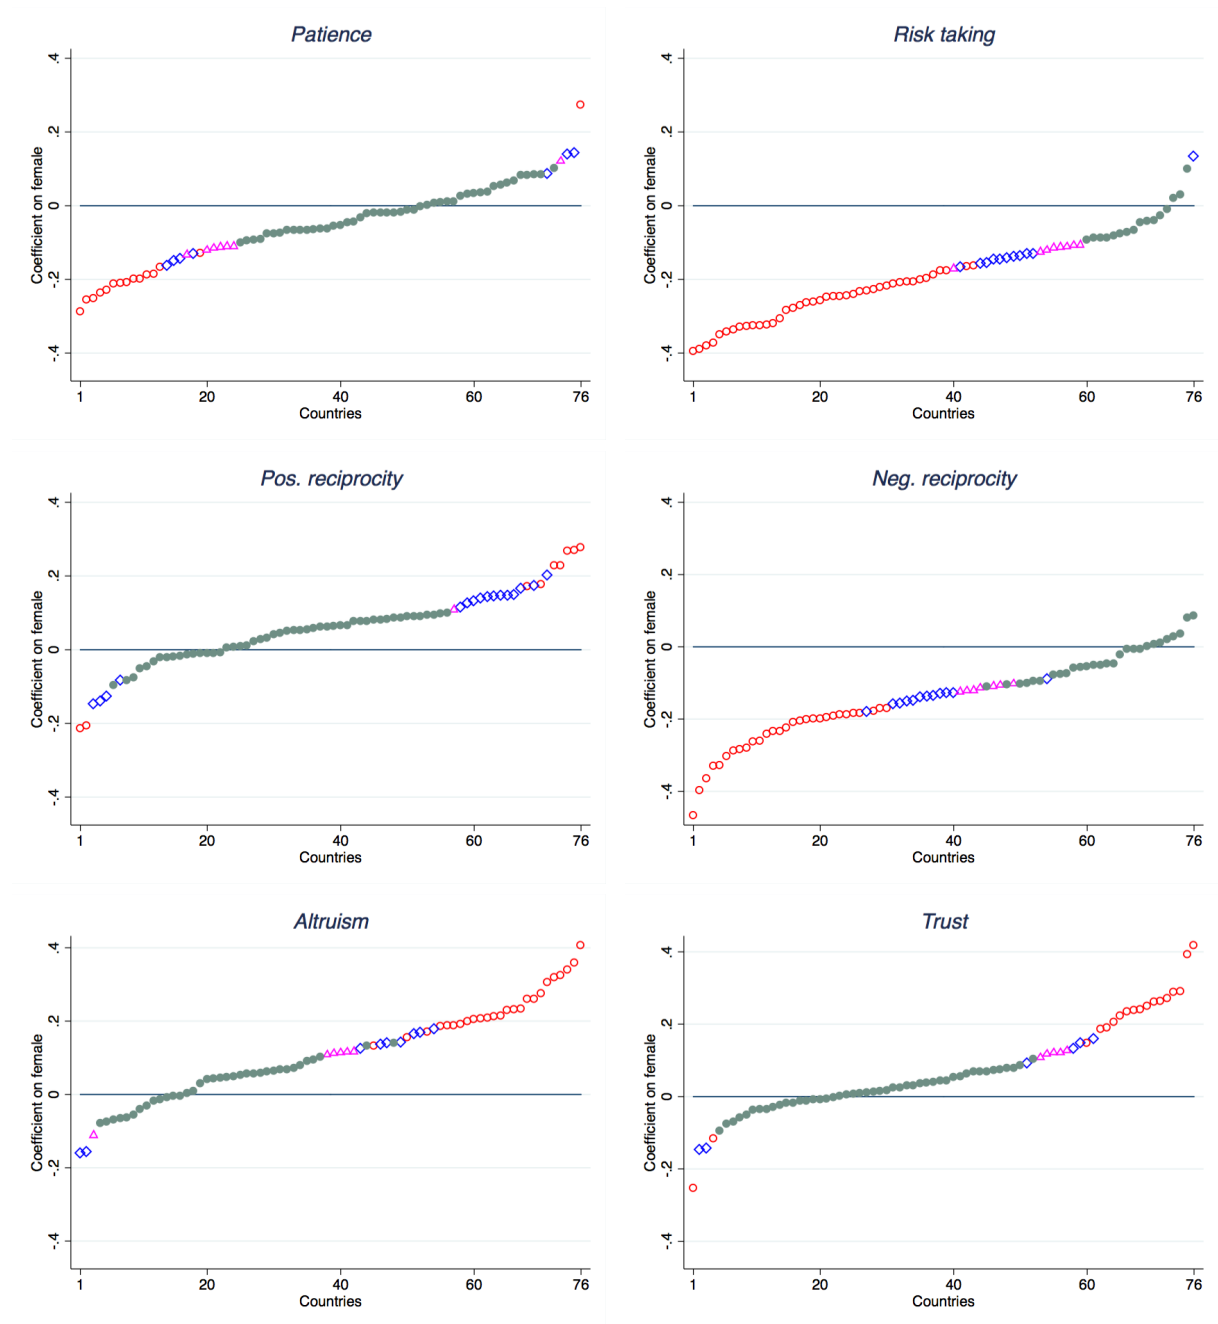 Patience
.4
.2
0
-.2
-.4
Coefficient on female
1 20 40 60 76
Countries
Risk taking
.4
.2
0
-.2
-.4
Coefficient on female
1 20 40 60 76
Countries
Pos. reciprocity
.4
.2
0
-.2
-.4
Coefficient on female
1 20 40 60 76
Countries
Neg. reciprocity
.4
.2
0
-.2
-.4
Coefficient on female
1 20 40 60 76
Countries
Altruism
.4
.2
0
-.2
-.4
Coefficient on female
1 20 40 60 76
Countries
Trust
.4
.2
0
-.2
-.4
Coefficient on female
1 20 40 60 76
Countries